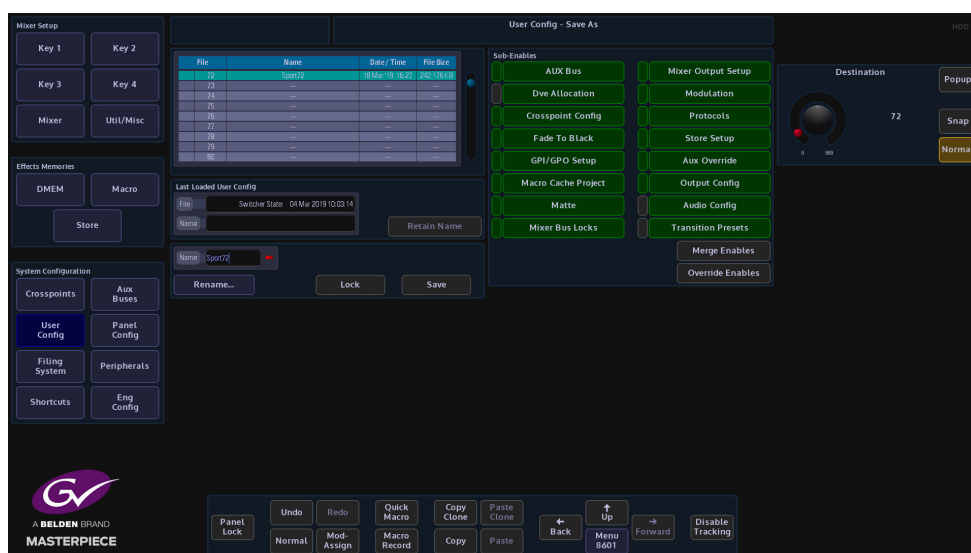 Mixer Setup
Key 1
Key 2
Key 3
Key 4
Mixer
Util/Misc
Effects Memories
DMEM
Macro
Store
System Configuration
Crosspoints
Aux
Buses
User
Config
Panel
Config
Filing
System
Peripherals
Shortcuts
Eng
Config
A BELDEN BRAND
MASTERPIECE
User Config - Save As
HDD
File Name Date / Time File Size
72 Sport72 18 Mar '19 16:27 242.176 KB
73 --- --- ---
74 --- --- ---
75 --- --- ---
76 --- --- ---
77 --- --- ---
78 --- --- ---
79 --- --- ---
80 --- --- ---
Last Loaded User Config
File Switcher State: 04 Mar 2019 10:03:14
Name
Retain Name
Name Sport72
Rename...
Lock
Save
Sub-Enables
AUX Bus
Mixer Output Setup
Dve Allocation
Modulation
Crosspoint Config
Protocols
Fade To Black
Store Setup
GPI/GPO Setup
Aux Override
Macro Cache Project
Output Config
Matte
Audio Config
Mixer Bus Locks
Transition Presets
Merge Enables
Override Enables
Destination
72
0 999
Popup
Snap
Norma
Panel
Lock
Undo
Redo
Normal
Mod-
Assign
Quick
Macro
Macro
Record
Copy
Clone
Paste
Clone
Copy
Paste
Back
Up
Menu
8601
Forward
Disable
Tracking